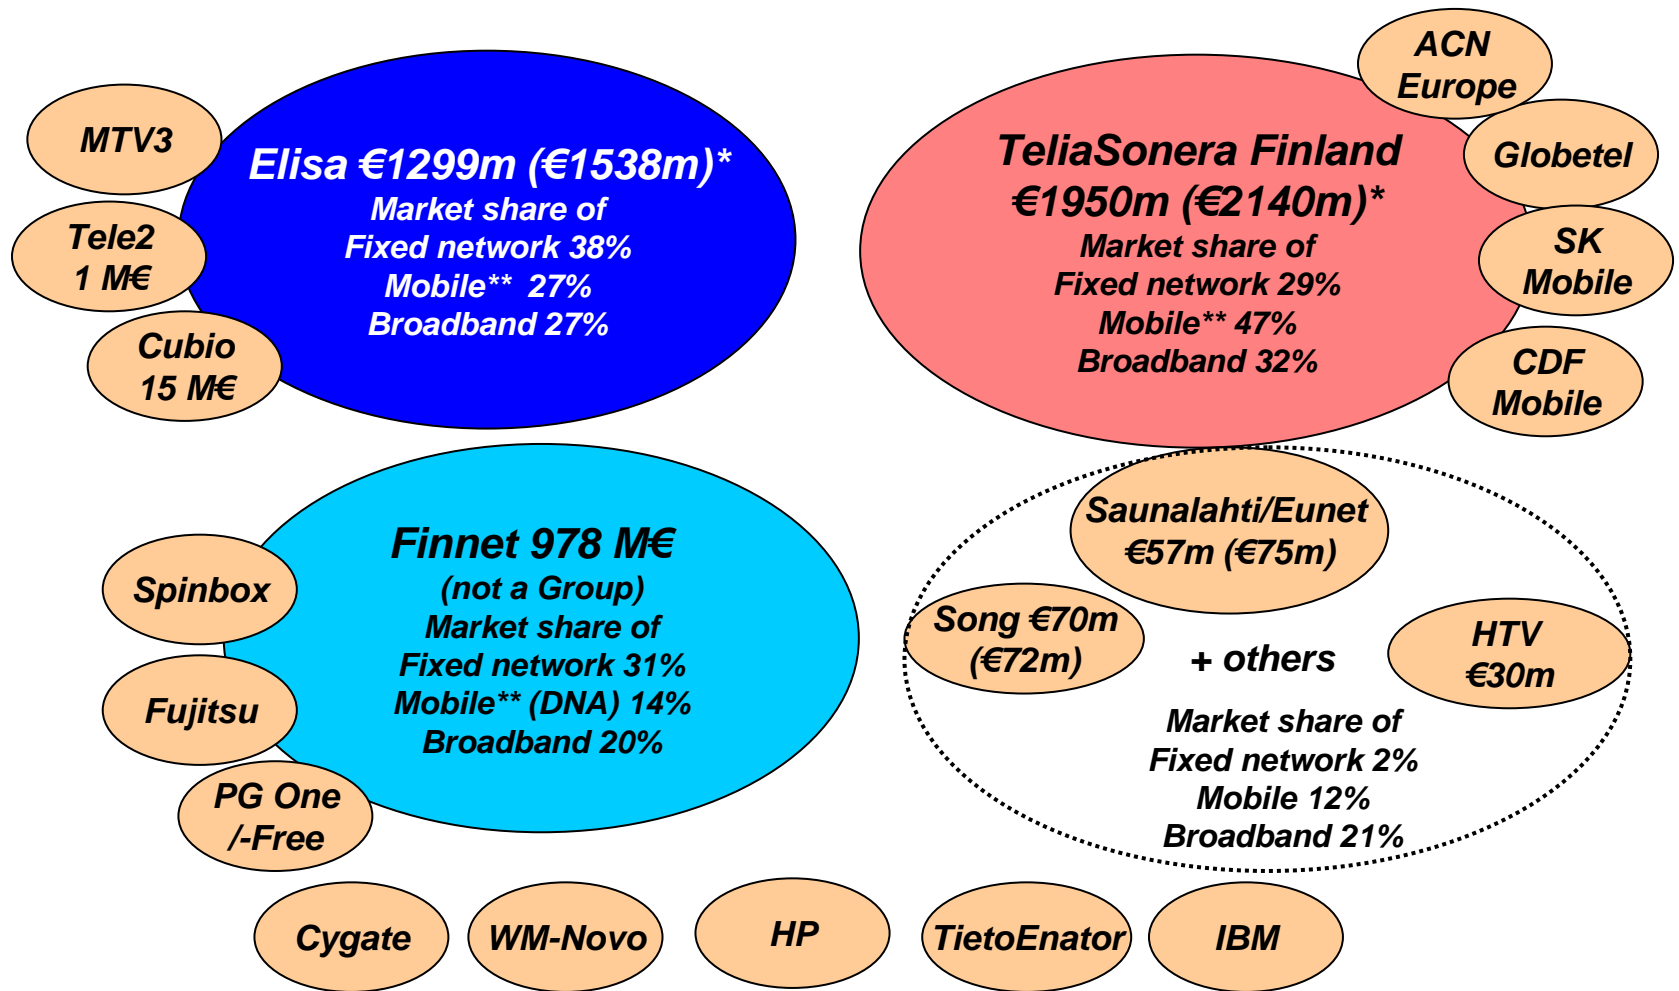 MTV3
Tele2
1 M€
Cubio
15 M€
Elisa €1299m (€1538m)*
Market share of
Fixed network 38%
Mobile** 27%
Broadband 27%
TeliaSonera Finland
€1950m (€2140m)*
Market share of
Fixed network 29%
Mobile** 47%
Broadband 32%
ACN
Europe
Globetel
SK
Mobile
CDF
Mobile
Spinbox
Fujitsu
PG One
/-Free
Finnet 978 M€
(not a Group)
Market share of
Fixed network 31%
Mobile** (DNA) 14%
Broadband 20%
Saunalahti/Eunet
€57m (€75m)
Song €70m
(€72m)
+ others
HTV
€30m
Market share of
Fixed network 2%
Mobile 12%
Broadband 21%
Cygate
WM-Novo
HP
TietoEnator
IBM